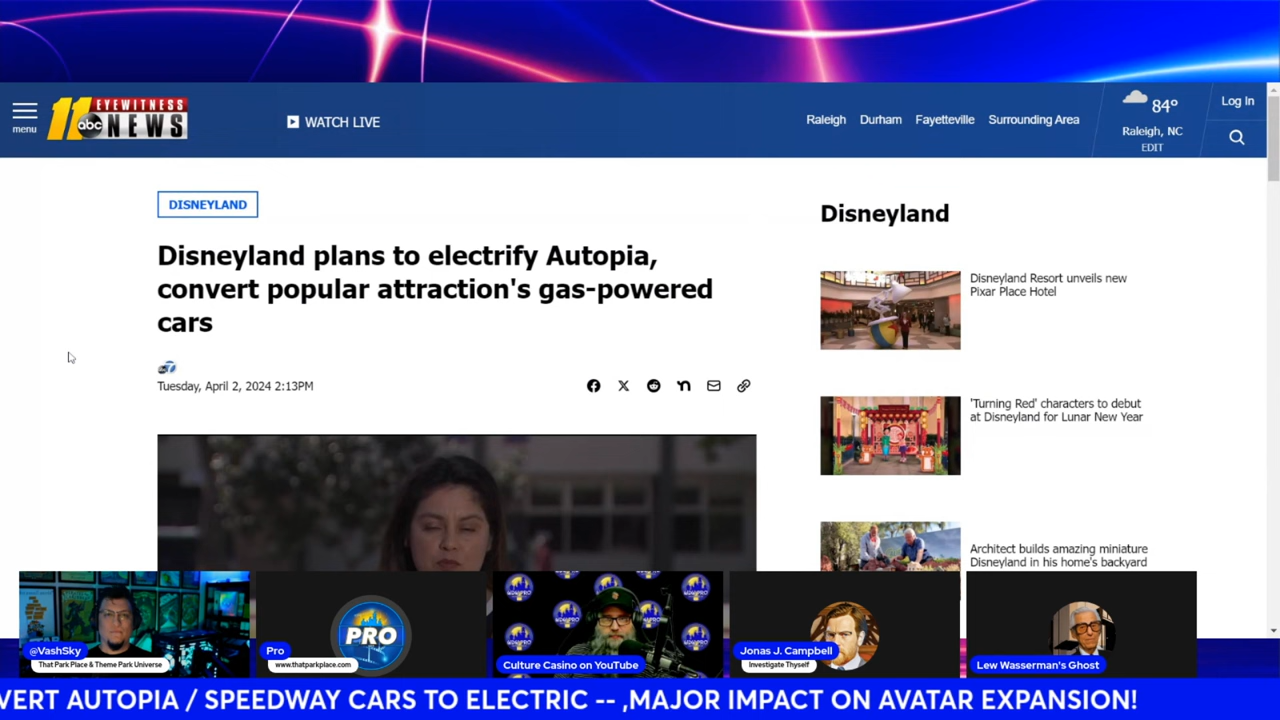 menu
11 abc EYEWITNESS NEWS
WATCH LIVE
Raleigh Durham Fayetteville Surrounding Area
84°
Raleigh, NC
EDIT
Log In
DISNEYLAND
Disneyland plans to electrify Autopia,
convert popular attraction's gas-powered
cars
Tuesday, April 2, 2024 2:13PM
Disneyland
Disneyland Resort unveils new
Pixar Place Hotel
'Turning Red' characters to debut
at Disneyland for Lunar New Year
Architect builds amazing miniature
Disneyland in his home's backyard
@VashSky
That Park Place & Theme Park Universe
PRO
Pro
www.thatparkplace.com
Culture Casino on YouTube
Jonas J. Campbell
Investigate Thyself
Lew Wasserman's Ghost
VERT AUTOPIA / SPEEDWAY CARS TO ELECTRIC -- ,MAJOR IMPACT ON AVATAR EXPANSION!